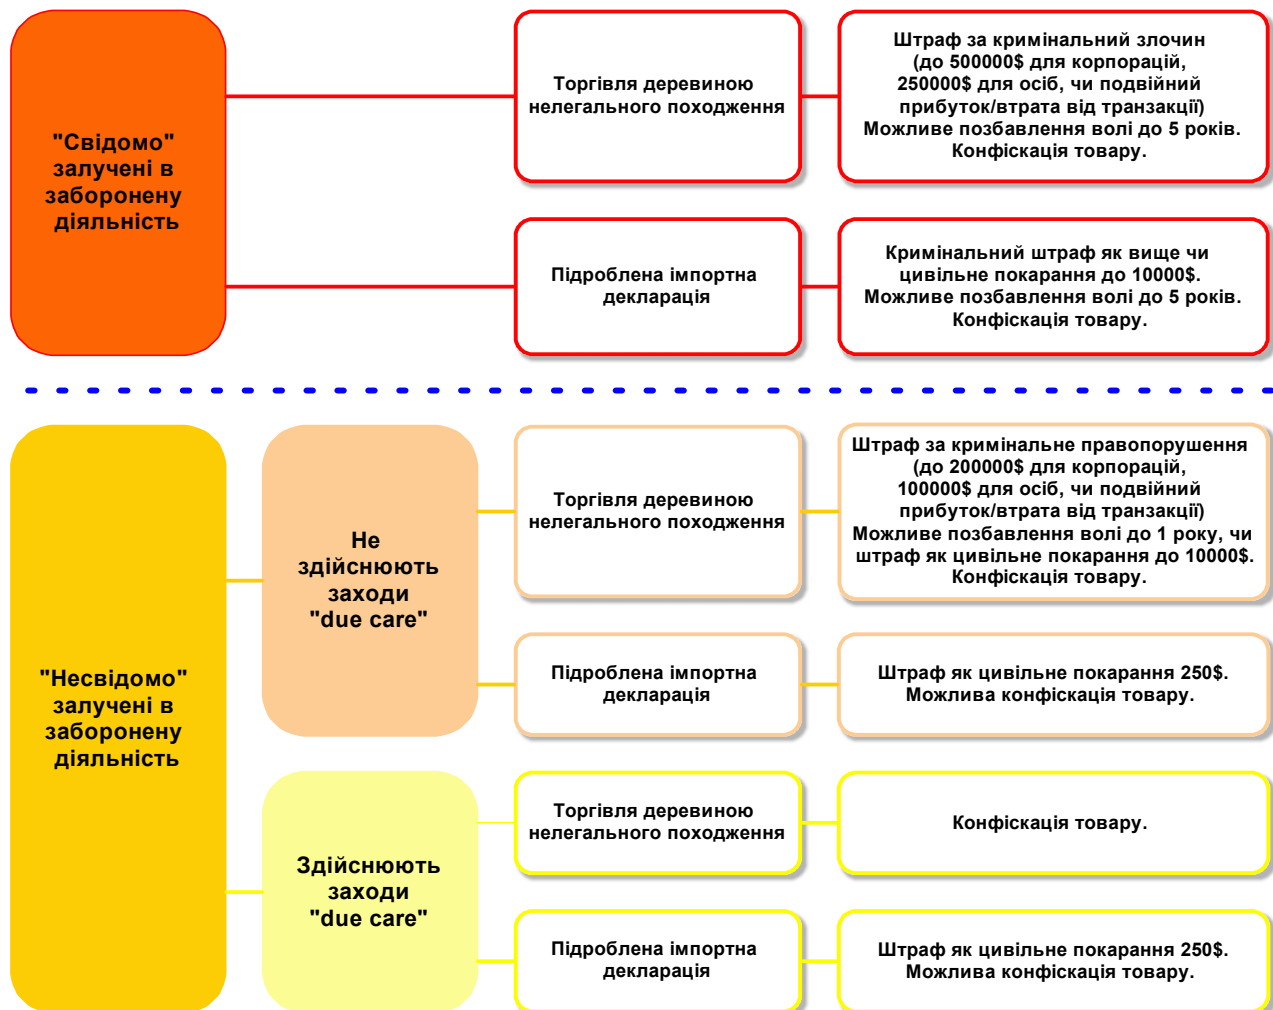 "Свідомо"
залучені в
заборонену
діяльність
Торгівля деревиною
нелегального походження
Штраф за кримінальний злочин
(до 500000$ для корпорацій,
250000$ для осіб, чи подвійний
прибуток/втрата від транзакції)
Можливе позбавлення волі до 5 років.
Конфіскація товару.
Підроблена імпортна
декларація
Кримінальний штраф як вище чи
цивільне покарання до 10000$.
Можливе позбавлення волі до 5 років.
Конфіскація товару.
"Несвідомо"
залучені в
заборонену
діяльність
Не
здійснюють
заходи
"due care"
Торгівля деревиною
нелегального походження
Штраф за кримінальне правопорушення
(до 200000$ для корпорацій,
100000$ для осіб, чи подвійний
прибуток/втрата від транзакції)
Можливе позбавлення волі до 1 року, чи
штраф як цивільне покарання до 10000$.
Конфіскація товару.
Підроблена імпортна
декларація
Штраф як цивільне покарання 250$.
Можлива конфіскація товару.
Здійснюють
заходи
"due care"
Торгівля деревиною
нелегального походження
Конфіскація товару.
Підроблена імпортна
декларація
Штраф як цивільне покарання 250$.
Можлива конфіскація товару.